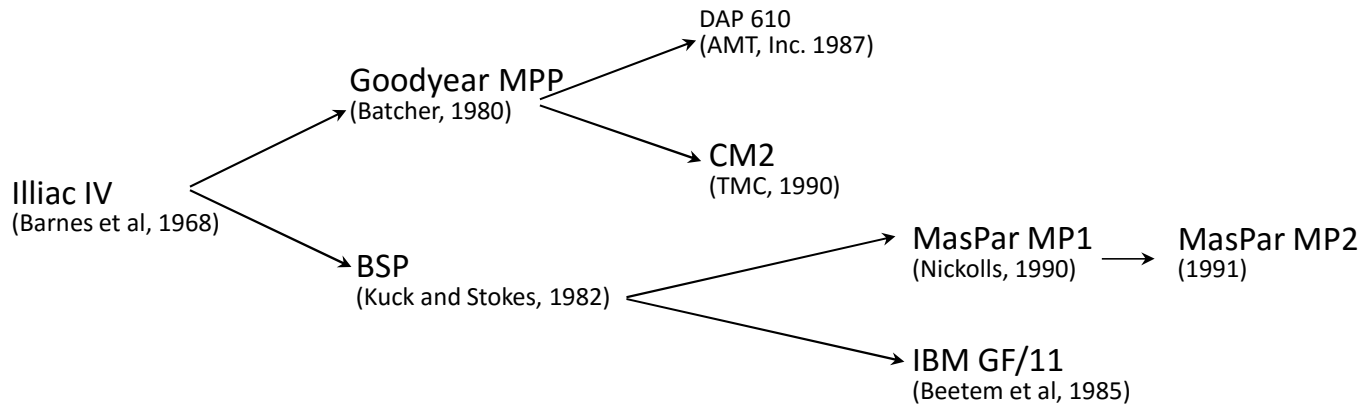 DAP 610
(AMT, Inc. 1987)
Goodyear MPP
(Batcher, 1980)
CM2
(TMC, 1990)
Illiac IV
(Barnes et al, 1968)
BSP
(Kuck and Stokes, 1982)
MasPar MP1
(Nickolls, 1990)
MasPar MP2
(1991)
IBM GF/11
(Beetem et al, 1985)